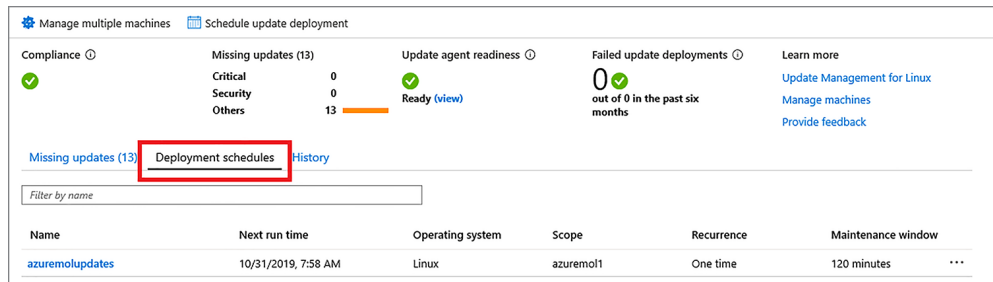 Manage multiple machines Schedule update deployment
Compliance Missing updates (13) Update agent readiness Failed update deployments Learn more
Critical 0
Security 0
Others 13
Ready (view)
0
out of 0 in the past six
months
Update Management for Linux
Manage machines
Provide feedback
Missing updates (13) Deployment schedules History
Filter by name
Name Next run time Operating system Scope Recurrence Maintenance window
azuremolupdates 10/31/2019, 7:58 AM Linux azuremol1 One time 120 minutes ...